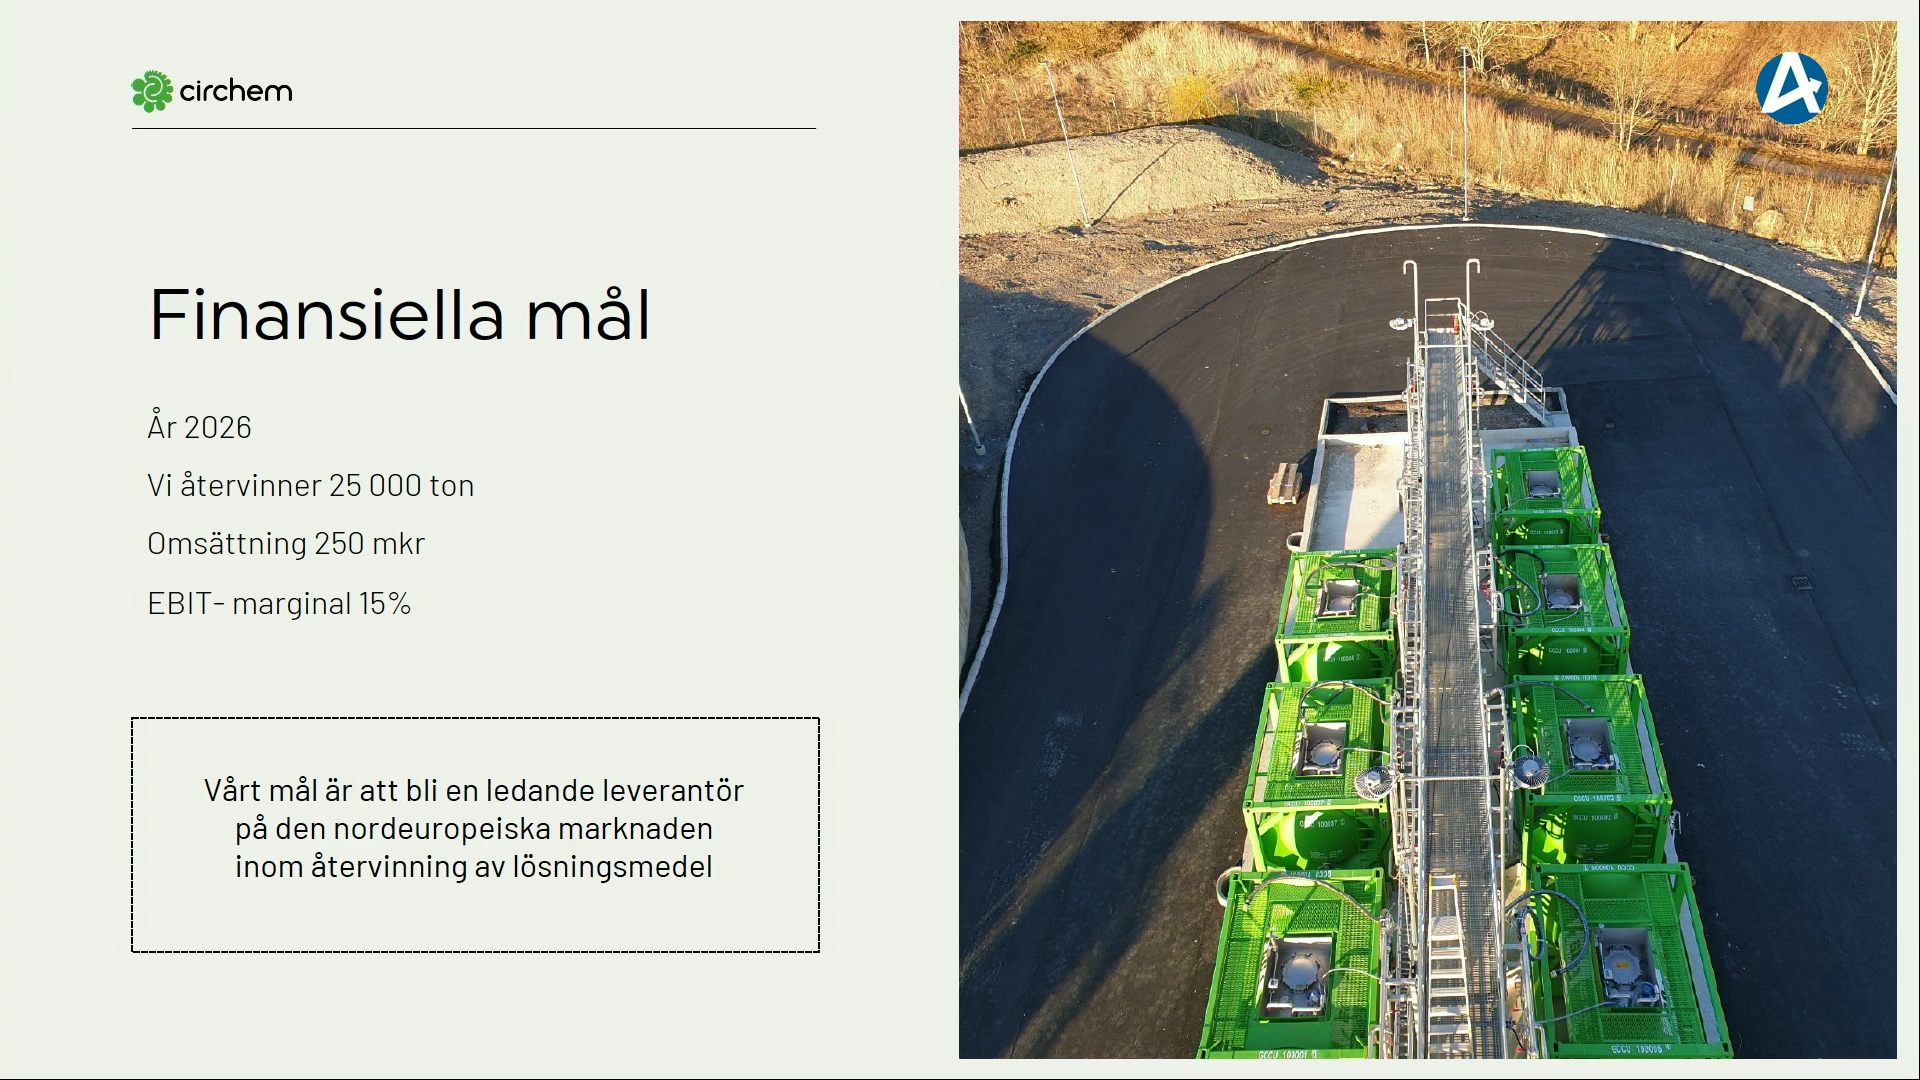 circhem
Finansiella mål
År 2026
Vi återvinner 25 000 ton
Omsättning 250 mkr
EBIT- marginal 15%
Vårt mål är att bli en ledande leverantör
på den nordeuropeiska marknaden
inom återvinning av lösningsmedel